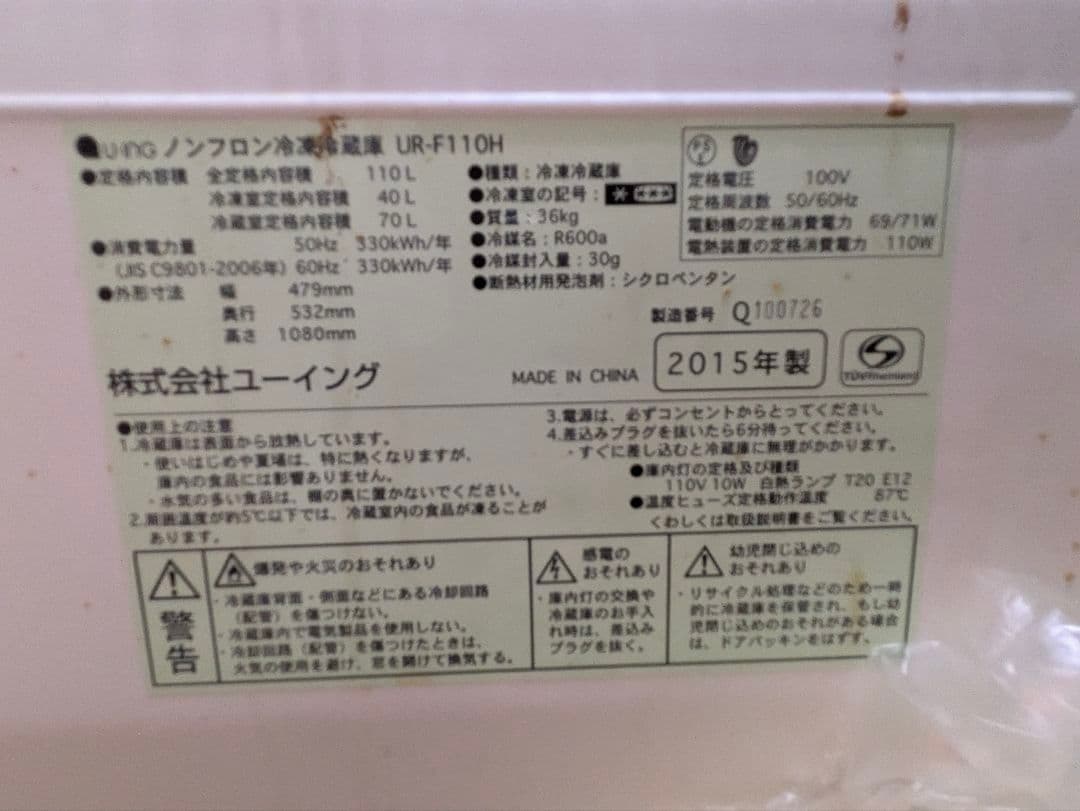 UING ノンフロン冷凍冷蔵庫 UR-F110H
●定格内容積 全定格内容積 110L
冷凍室定格内容積 40L
冷蔵室定格内容積 70L
●消費電力量 50Hz 330kWh/年
(JIS C9801-2006年) 60Hz 330kWh/年
●外形寸法 幅 479mm
奥行 532mm
高さ 1080mm
●種類：冷凍冷蔵庫
●冷凍室の記号：* ***
●質量：36kg
●冷媒名：R600a
●冷媒封入量：30g
●断熱材用発泡剤：シクロペンタン
PS E
定格電圧 100V
定格周波数 50/60Hz
電動機の定格消費電力 69/71W
電熱装置の定格消費電力 110W
製造番号 Q100726
株式会社ユーイング
MADE IN CHINA
2015年製
TÜVRheinland
●使用上の注意
1.冷蔵庫は表面から放熱しています。
・使いはじめや夏場は、特に熱くなりますが、
庫内の食品には影響ありません。
・水気の多い食品は、棚の奥に置かないでください。
2.周囲温度が約5℃以下では、冷蔵室内の食品が凍ることが
あります。
3.電源は、必ずコンセントからとってください。
4.差込みプラグを抜いたら6分待ってください。
・すぐに差し込むと冷蔵庫に無理がかかります。
●庫内灯の定格及び種類
110V 10W 白熱ランプ T20 E12
●温度ヒューズ定格動作温度 87℃
くわしくは取扱説明書をご覧ください。
警告
爆発や火災のおそれあり
・冷蔵庫背面・側面などにある冷却回路
(配管)を傷つけない。
・冷蔵庫内で電気製品を使用しない。
・冷却回路(配管)を傷つけたときは、
火気の使用を避け、窓を開けて換気する。
感電の
おそれあり
・庫内灯の交換や
冷蔵庫のお手入
れ時は、差込み
プラグを抜く。
幼児閉じ込めの
おそれあり
・リサイクル処理などのため一時
的に冷蔵庫を保管され、もし幼
児閉じ込めのおそれがある場合
は、ドアパッキンをはずす。